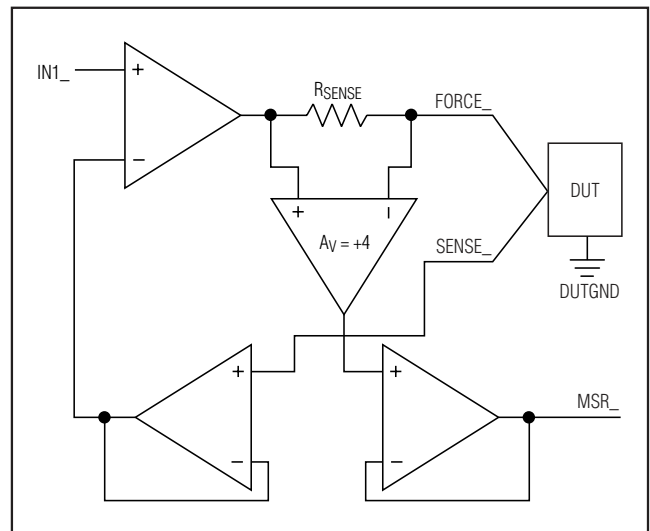 IN1_
+
−
RSENSE
FORCE_
+
−
AV = +4
DUT
SENSE_
DUTGND
+
−
+
−
MSR_